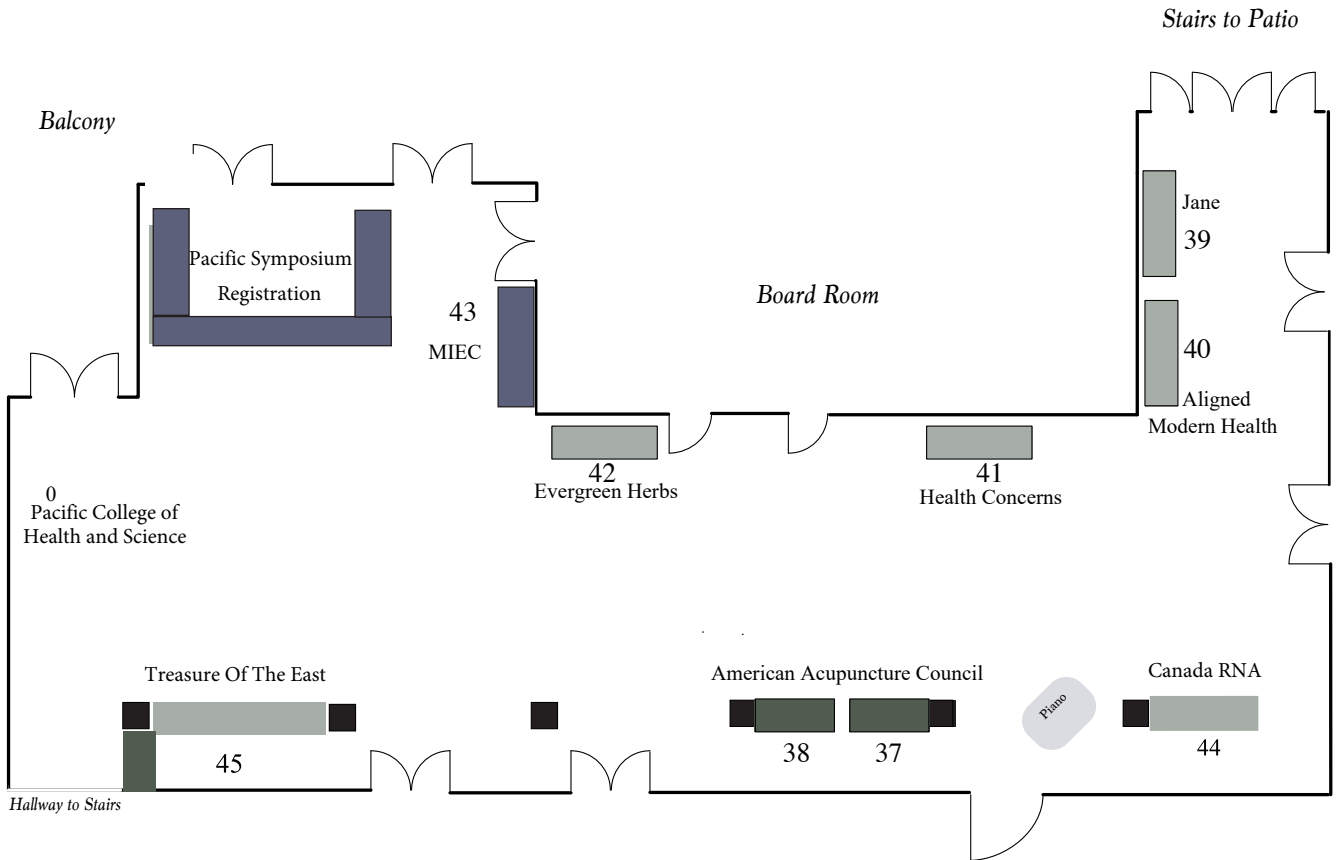 Stairs to Patio
Balcony
Jane
39
Pacific Symposium
Registration
43
MIEC
Board Room
40
Aligned
Modern Health
42
Evergreen Herbs
41
Health Concerns
0
Pacific College of
Health and Science
Treasure Of The East
45
American Acupuncture Council
38
37
Piano
Canada RNA
44
Hallway to Stairs